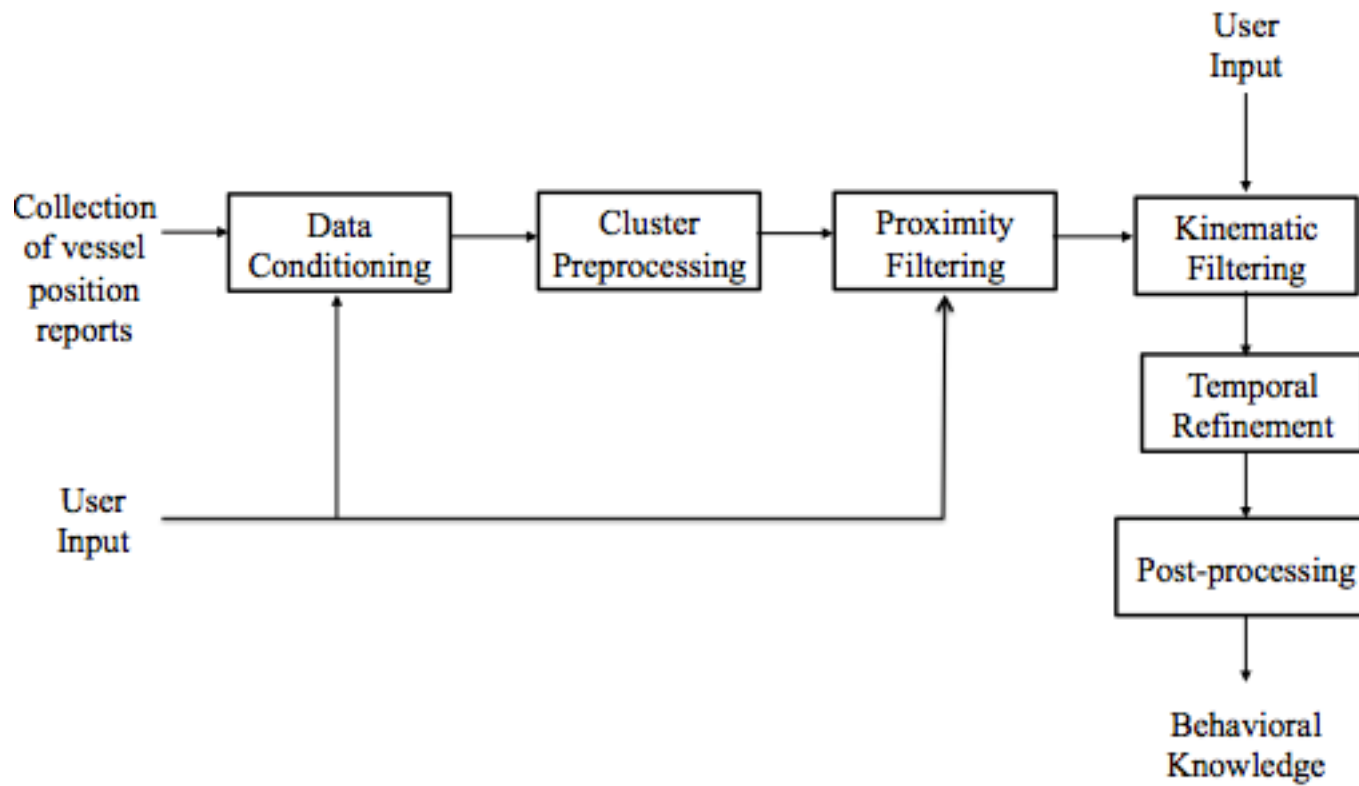 User
Input
Collection
of vessel
position
reports
Data
Conditioning
Cluster
Preprocessing
Proximity
Filtering
Kinematic
Filtering
Temporal
Refinement
User
Input
Post-processing
Behavioral
Knowledge